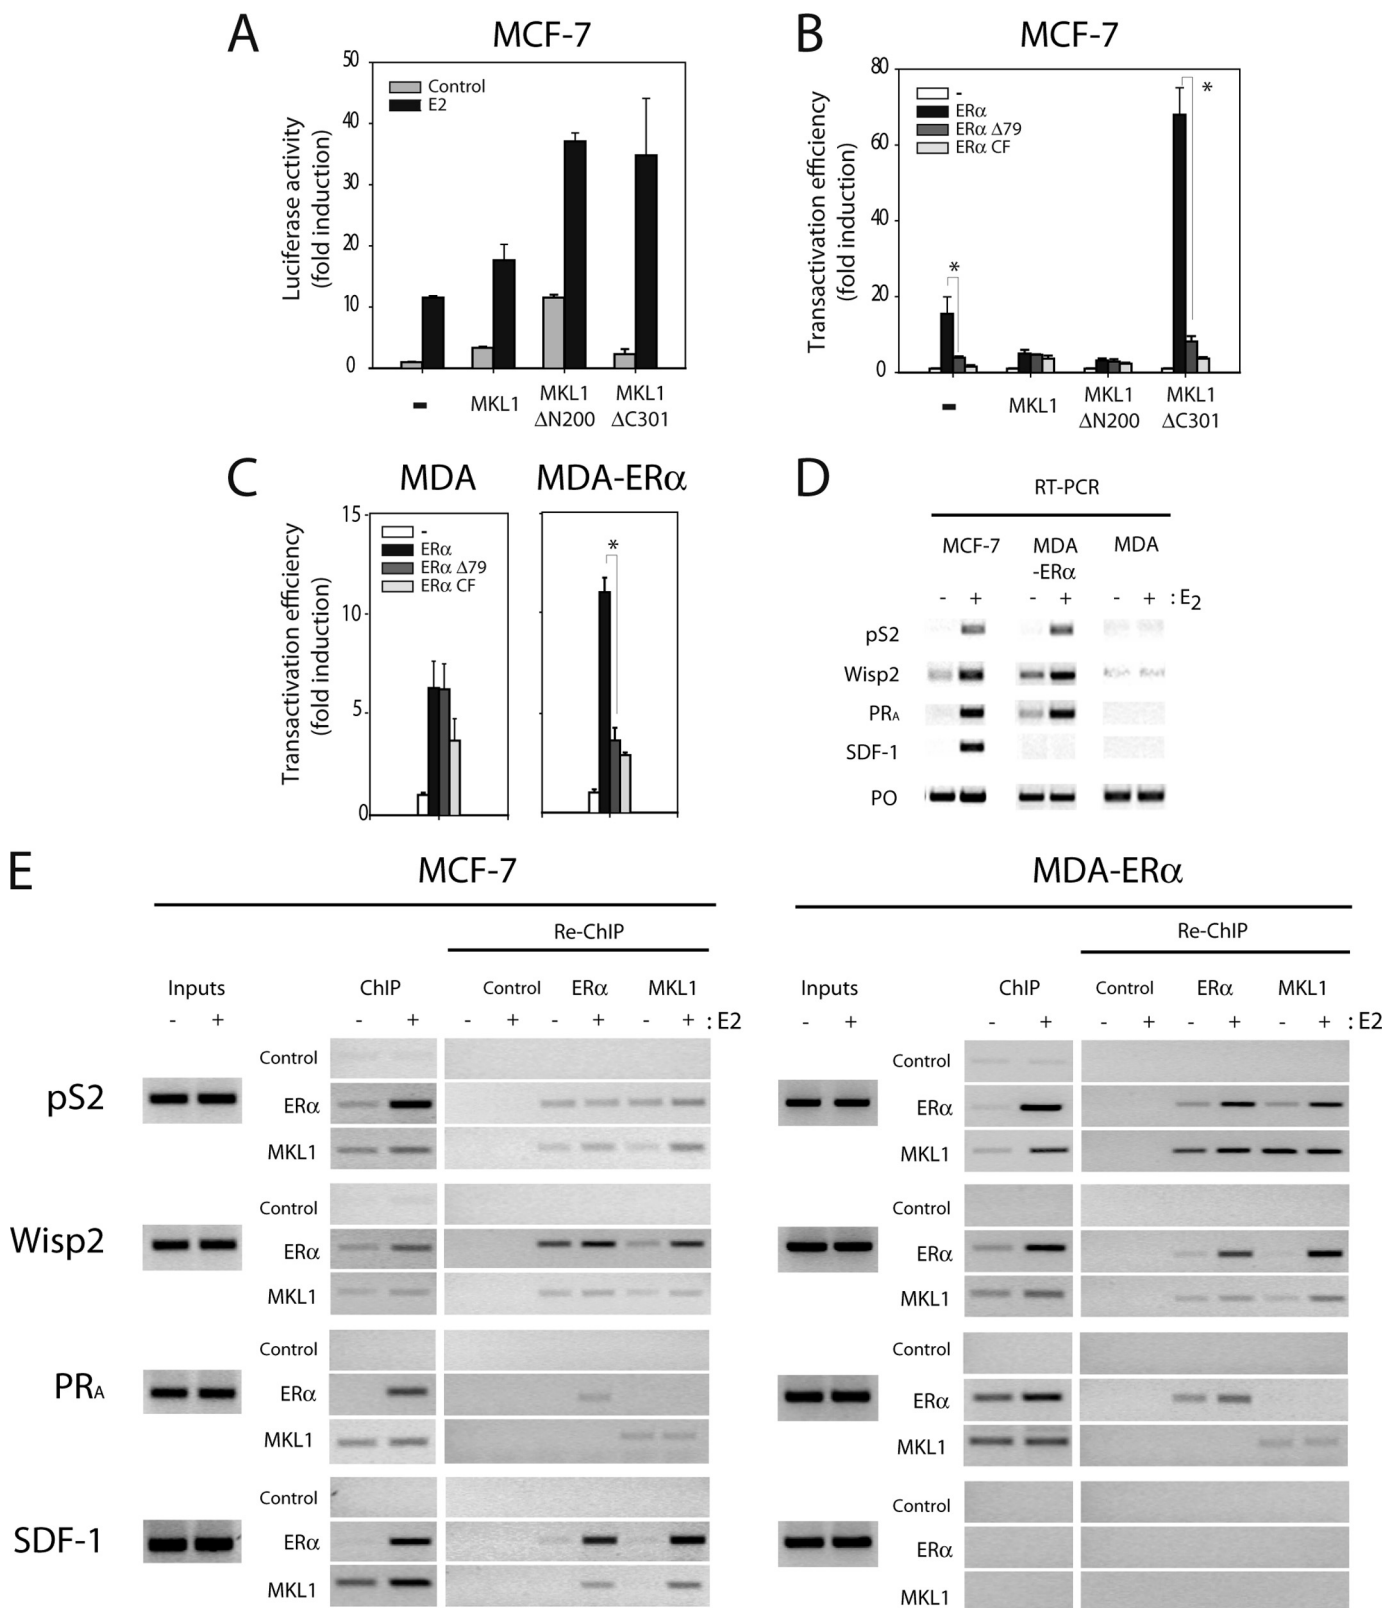 A
MCF-7
Luciferase activity
(fold induction)
50
40
30
20
10
0
Control
E2
-
MKL1
MKL1
ΔN200
MKL1
ΔC301
B
MCF-7
Transactivation efficiency
(fold induction)
80
60
40
20
0
-
ERα
ERα Δ79
ERα CF
*
*
-
MKL1
MKL1
ΔN200
MKL1
ΔC301
C
MDA
MDA-ERα
Transactivation efficiency
(fold induction)
15
10
5
0
-
ERα
ERα Δ79
ERα CF
*
D
RT-PCR
MCF-7
MDA
-ERα
MDA
- + - + - + : E2
pS2
Wisp2
PRA
SDF-1
PO
E
MCF-7
Re-ChIP
Inputs ChIP Control ERα MKL1
- + - + - + - + - + : E2
pS2
Control
ERα
MKL1
Wisp2
Control
ERα
MKL1
PRA
Control
ERα
MKL1
SDF-1
Control
ERα
MKL1
MDA-ERα
Re-ChIP
Inputs ChIP Control ERα MKL1
- + - + - + - + - + : E2
Control
ERα
MKL1
Control
ERα
MKL1
Control
ERα
MKL1
Control
ERα
MKL1